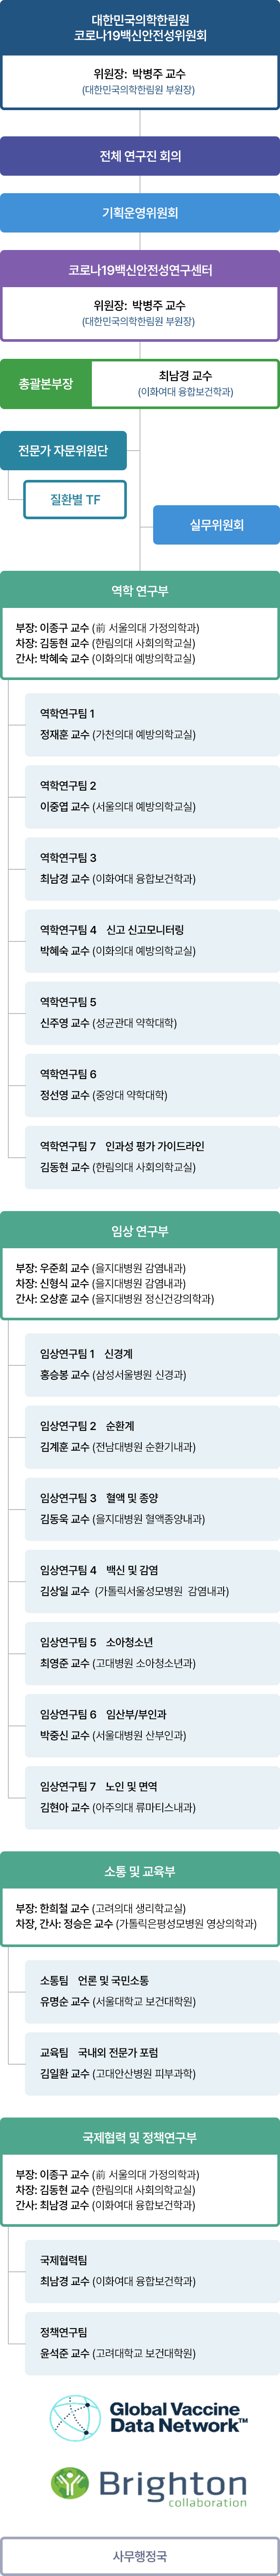 대한민국의학한림원
코로나19백신안전성위원회
위원장: 박병주 교수
(대한민국의학한림원 부원장)
전체 연구진 회의
기획운영위원회
코로나19백신안전성연구센터
위원장: 박병주 교수
(대한민국의학한림원 부원장)
총괄본부장
최남경 교수
(이화여대 융합보건학과)
전문가 자문위원단
질환별 TF
실무위원회
역학 연구부
부장: 이종구 교수 (前 서울의대 가정의학과)
차장: 김동현 교수 (한림의대 사회의학교실)
간사: 박혜숙 교수 (이화의대 예방의학교실)
역학연구팀 1
정재훈 교수 (가천의대 예방의학교실)
역학연구팀 2
이중엽 교수 (서울의대 예방의학교실)
역학연구팀 3
최남경 교수 (이화여대 융합보건학과)
역학연구팀 4 신고 신고모니터링
박혜숙 교수 (이화의대 예방의학교실)
역학연구팀 5
신주영 교수 (성균관대 약학대학)
역학연구팀 6
정선영 교수 (중앙대 약학대학)
역학연구팀 7 인과성 평가 가이드라인
김동현 교수 (한림의대 사회의학교실)
임상 연구부
부장: 우준희 교수 (을지대병원 감염내과)
차장: 신형식 교수 (을지대병원 감염내과)
간사: 오상훈 교수 (을지대병원 정신건강의학과)
임상연구팀 1 신경계
홍승봉 교수 (삼성서울병원 신경과)
임상연구팀 2 순환계
김계훈 교수 (전남대병원 순환기내과)
임상연구팀 3 혈액 및 종양
김동욱 교수 (을지대병원 혈액종양내과)
임상연구팀 4 백신 및 감염
김상일 교수 (가톨릭서울성모병원 감염내과)
임상연구팀 5 소아청소년
최영준 교수 (고대병원 소아청소년과)
임상연구팀 6 임산부/부인과
박중신 교수 (서울대병원 산부인과)
임상연구팀 7 노인 및 면역
김현아 교수 (아주의대 류마티스내과)
소통 및 교육부
부장: 한희철 교수 (고려의대 생리학교실)
차장, 간사: 정승은 교수 (가톨릭은평성모병원 영상의학과)
소통팀 언론 및 국민소통
유명순 교수 (서울대학교 보건대학원)
교육팀 국내외 전문가 포럼
김일환 교수 (고대안산병원 피부과학)
국제협력 및 정책연구부
부장: 이종구 교수 (前 서울의대 가정의학과)
차장: 김동현 교수 (한림의대 사회의학교실)
간사: 최남경 교수 (이화여대 융합보건학과)
국제협력팀
최남경 교수 (이화여대 융합보건학과)
정책연구팀
윤석준 교수 (고려대학교 보건대학원)
Global Vaccine
Data Network™
Brighton
collaboration
사무행정국